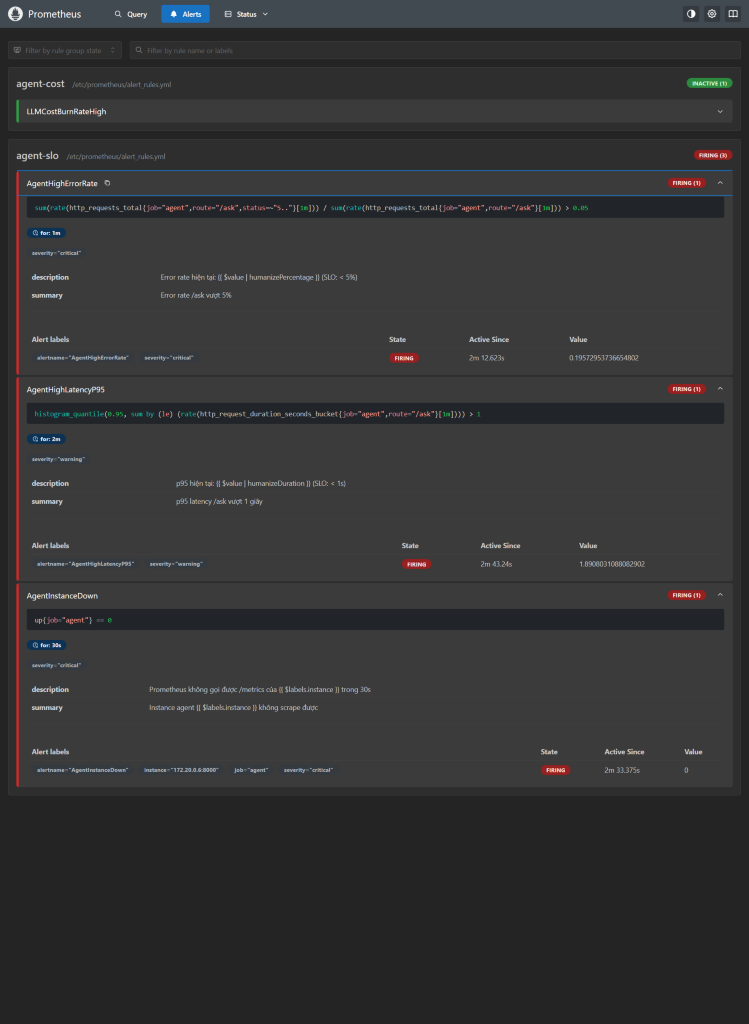 Prometheus
Query
Alerts
Status
Filter by rule group state
Filter by rule name or labels
agent-cost /etc/prometheus/alert_rules.yml
INACTIVE (1)
LLMCostBurnRateHigh
agent-slo /etc/prometheus/alert_rules.yml
FIRING (3)
AgentHighErrorRate
FIRING (1)
sum(rate(http_requests_total{job="agent",route="/ask",status=~"5.."}[1m])) / sum(rate(http_requests_total{job="agent",route="/ask"}[1m])) > 0.05
for: 1m
severity="critical"
description Error rate hiện tại: {{ $value | humanizePercentage }} (SLO: < 5%)
summary Error rate /ask vượt 5%
Alert labels State Active Since Value
alertname="AgentHighErrorRate" severity="critical" FIRING 2m 12.623s 0.19572953736654802
AgentHighLatencyP95
FIRING (1)
histogram_quantile(0.95, sum by (le) (rate(http_request_duration_seconds_bucket{job="agent",route="/ask"}[1m]))) > 1
for: 2m
severity="warning"
description p95 hiện tại: {{ $value | humanizeDuration }} (SLO: < 1s)
summary p95 latency /ask vượt 1 giây
Alert labels State Active Since Value
alertname="AgentHighLatencyP95" severity="warning" FIRING 2m 43.24s 1.8908031088082902
AgentInstanceDown
FIRING (1)
up{job="agent"} == 0
for: 30s
severity="critical"
description Prometheus không gọi được /metrics của {{ $labels.instance }} trong 30s
summary Instance agent {{ $labels.instance }} không scrape được
Alert labels State Active Since Value
alertname="AgentInstanceDown" instance="172.20.0.6:8000" job="agent" severity="critical" FIRING 2m 33.375s 0